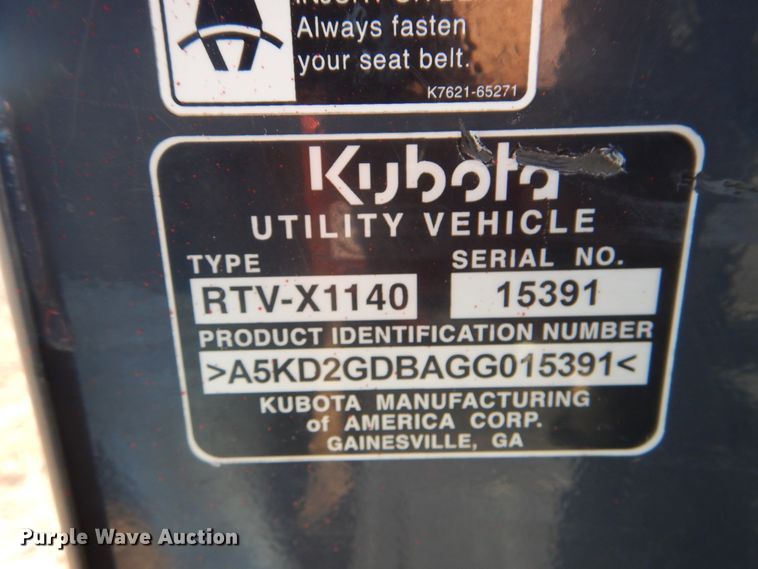 Always fasten
your seat belt.
K7621-65271
Kubota
UTILITY VEHICLE
TYPE SERIAL NO.
RTV-X1140 15391
PRODUCT IDENTIFICATION NUMBER
>A5KD2GDBAGG015391<
KUBOTA MANUFACTURING
of AMERICA CORP.
GAINESVILLE, GA
Purple Wave Auction